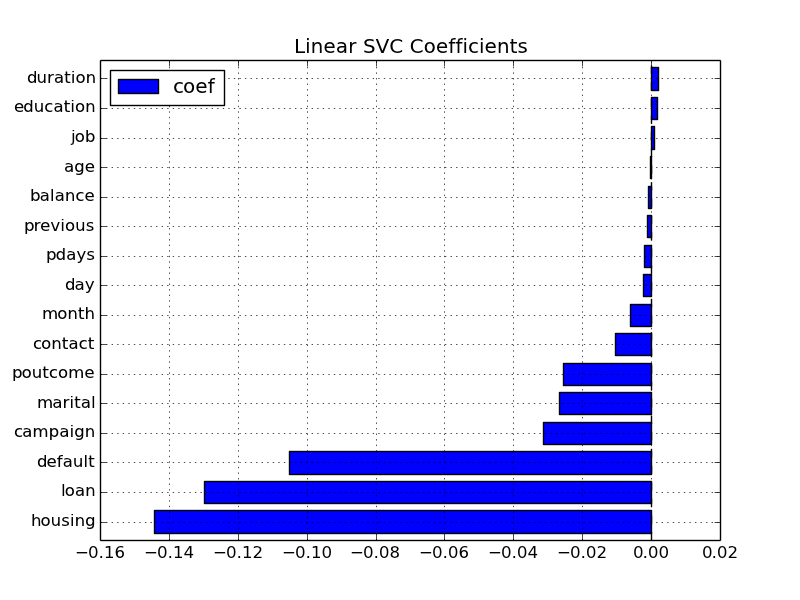 Linear SVC Coefficients
coef
duration
education
job
age
balance
previous
pdays
day
month
contact
poutcome
marital
campaign
default
loan
housing
−0.16 −0.14 −0.12 −0.10 −0.08 −0.06 −0.04 −0.02 0.00 0.02